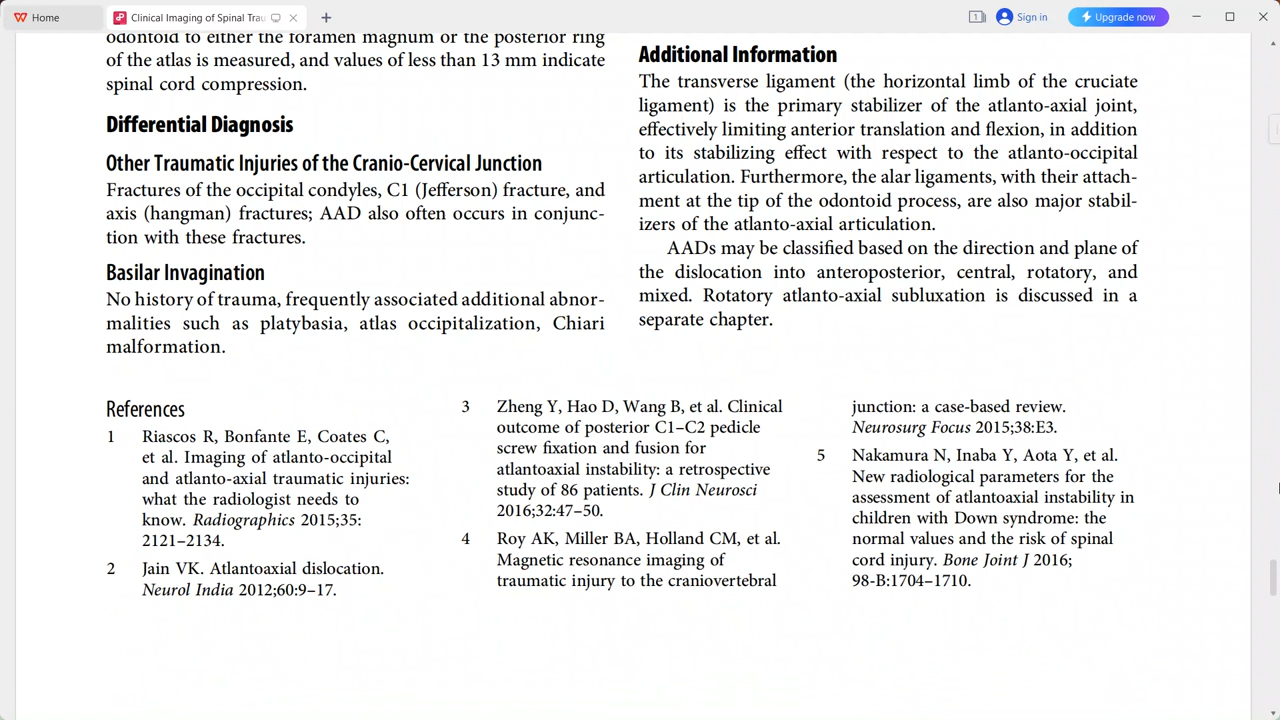 Home
Clinical Imaging of Spinal Trau
1
Sign in
Upgrade now
odontoid to either the foramen magnum or the posterior ring
of the atlas is measured, and values of less than 13 mm indicate
spinal cord compression.
Differential Diagnosis
Other Traumatic Injuries of the Cranio-Cervical Junction
Fractures of the occipital condyles, C1 (Jefferson) fracture, and
axis (hangman) fractures; AAD also often occurs in conjunc-
tion with these fractures.
Basilar Invagination
No history of trauma, frequently associated additional abnor-
malities such as platybasia, atlas occipitalization, Chiari
malformation.
Additional Information
The transverse ligament (the horizontal limb of the cruciate
ligament) is the primary stabilizer of the atlanto-axial joint,
effectively limiting anterior translation and flexion, in addition
to its stabilizing effect with respect to the atlanto-occipital
articulation. Furthermore, the alar ligaments, with their attach-
ment at the tip of the odontoid process, are also major stabil-
izers of the atlanto-axial articulation.
AADs may be classified based on the direction and plane of
the dislocation into anteroposterior, central, rotatory, and
mixed. Rotatory atlanto-axial subluxation is discussed in a
separate chapter.
References
1 Riascos R, Bonfante E, Coates C,
et al. Imaging of atlanto-occipital
and atlanto-axial traumatic injuries:
what the radiologist needs to
know. Radiographics 2015;35:
2121–2134.
2 Jain VK. Atlantoaxial dislocation.
Neurol India 2012;60:9–17.
3 Zheng Y, Hao D, Wang B, et al. Clinical
outcome of posterior C1–C2 pedicle
screw fixation and fusion for
atlantoaxial instability: a retrospective
study of 86 patients. J Clin Neurosci
2016;32:47–50.
4 Roy AK, Miller BA, Holland CM, et al.
Magnetic resonance imaging of
traumatic injury to the craniovertebral
junction: a case-based review.
Neurosurg Focus 2015;38:E3.
5 Nakamura N, Inaba Y, Aota Y, et al.
New radiological parameters for the
assessment of atlantoaxial instability in
children with Down syndrome: the
normal values and the risk of spinal
cord injury. Bone Joint J 2016;
98-B:1704–1710.